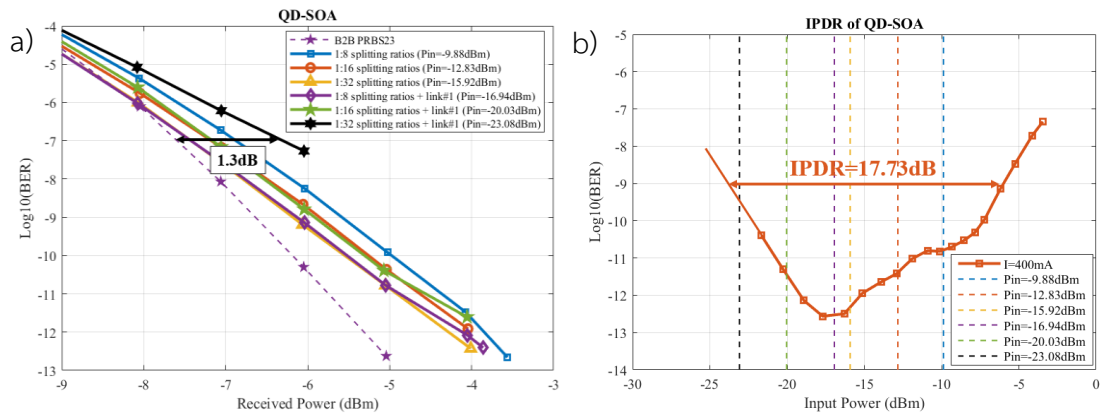 a)
QD-SOA
B2B PRBS23
1:8 splitting ratios (Pin=-9.88dBm)
1:16 splitting ratios (Pin=-12.83dBm)
1:32 splitting ratios (Pin=-15.92dBm)
1:8 splitting ratios + link#1 (Pin=-16.94dBm)
1:16 splitting ratios + link#1 (Pin=-20.03dBm)
1:32 splitting ratios + link#1 (Pin=-23.08dBm)
1.3dB
Log10(BER)
-4
-5
-6
-7
-8
-9
-10
-11
-12
-13
-9
-8
-7
-6
-5
-4
-3
Received Power (dBm)
b)
IPDR of QD-SOA
IPDR=17.73dB
Log10(BER)
-5
-6
-7
-8
-9
-10
-11
-12
-13
-14
I=400mA
Pin=-9.88dBm
Pin=-12.83dBm
Pin=-15.92dBm
Pin=-16.94dBm
Pin=-20.03dBm
Pin=-23.08dBm
-30
-25
-20
-15
-10
-5
0
Input Power (dBm)